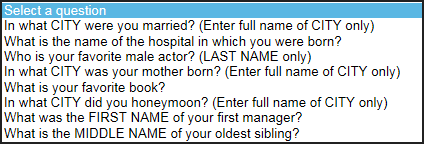 Select a question
In what CITY were you married? (Enter full name of CITY only)
What is the name of the hospital in which you were born?
Who is your favorite male actor? (LAST NAME only)
In what CITY was your mother born? (Enter full name of CITY only)
What is your favorite book?
In what CITY did you honeymoon? (Enter full name of CITY only)
What was the FIRST NAME of your first manager?
What is the MIDDLE NAME of your oldest sibling?